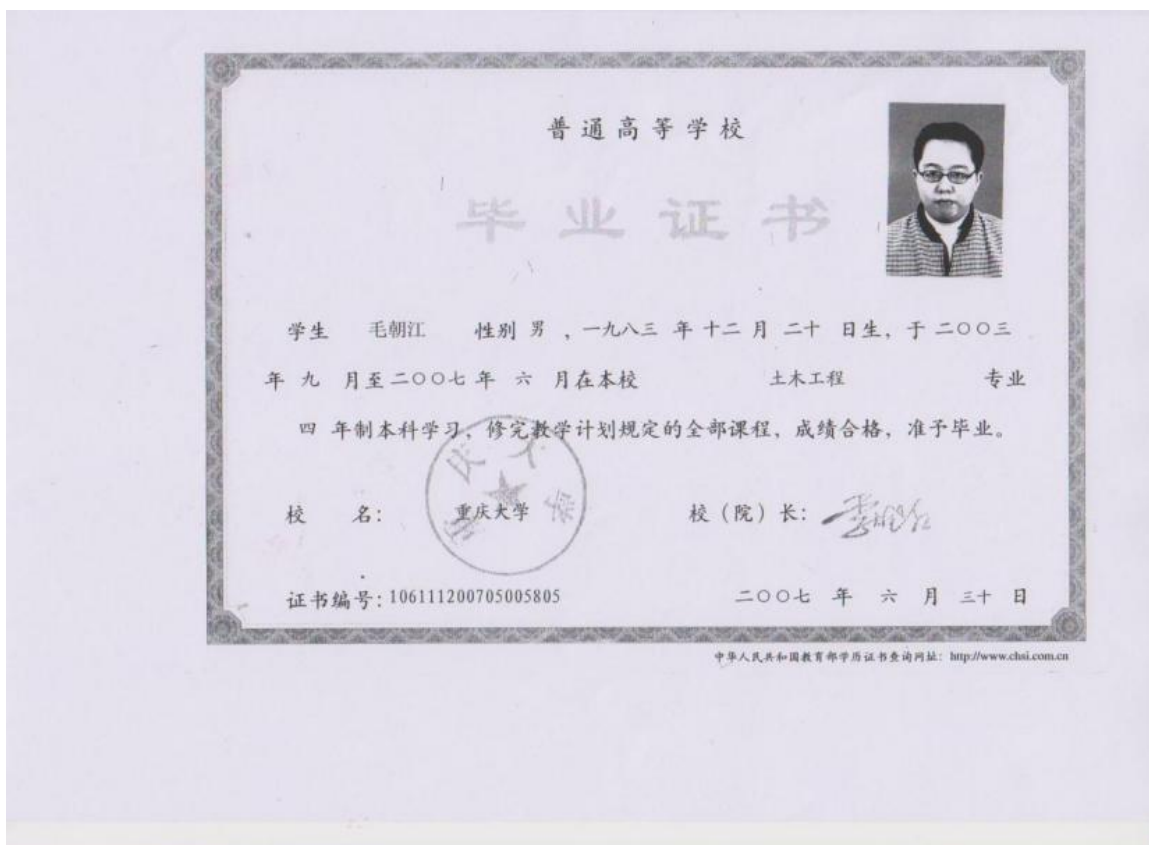 普通高等学校
毕业证书
学生 毛朝江 性别 男 ，一九八三 年 十二 月 二十 日生，于 二〇〇三
年 九 月至 二〇〇七 年 六 月在本校 土木工程 专业
四 年制本科学习，修完教学计划规定的全部课程，成绩合格，准予毕业。
校 名： 重庆大学 校（院）长：
重庆大学
证书编号：106111200705005805 二〇〇七 年 六 月 三十 日
中华人民共和国教育部学历证书查询网址：http://www.chsi.com.cn